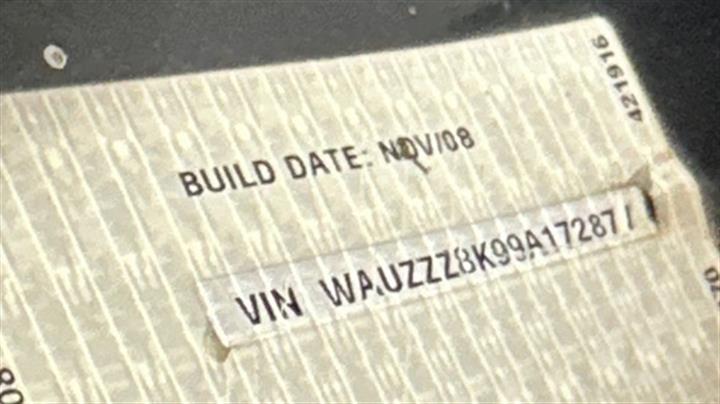 421916
BUILD DATE: NOV/08
VIN WAUZZZ8K99A17287